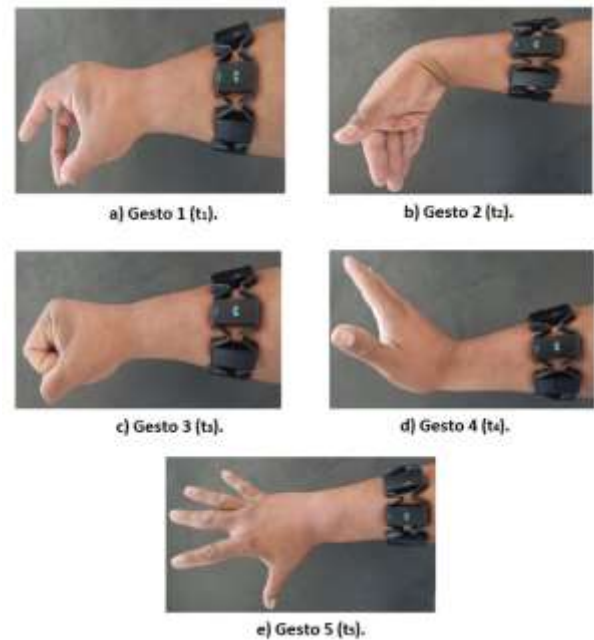 a) Gesto 1 (t₁).
b) Gesto 2 (t₂).
c) Gesto 3 (t₃).
d) Gesto 4 (t₄).
e) Gesto 5 (t₅).